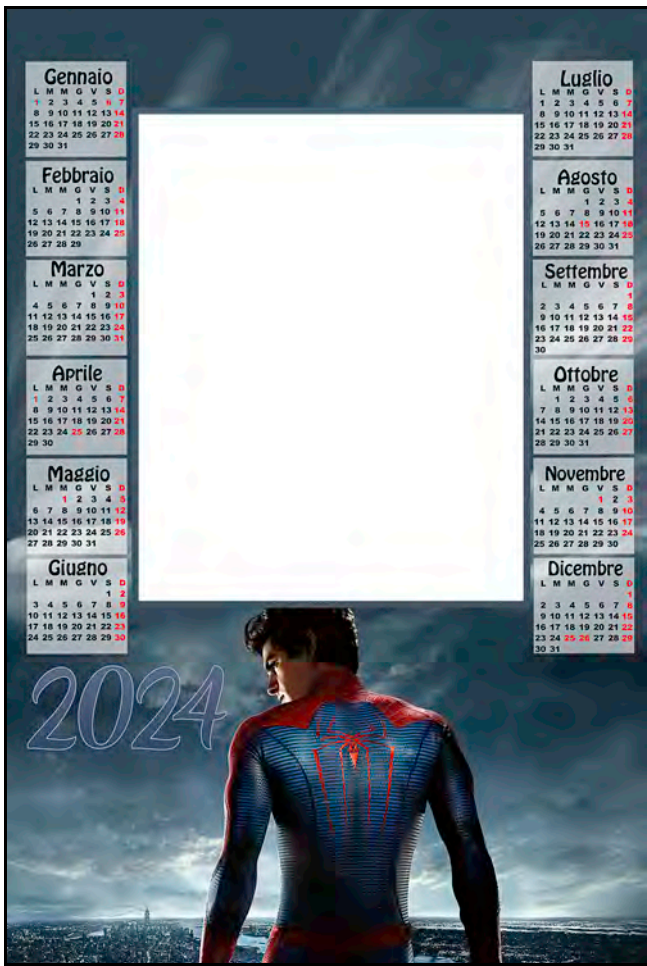 Gennaio
L M M G V S D
1 2 3 4 5 6 7
8 9 10 11 12 13 14
15 16 17 18 19 20 21
22 23 24 25 26 27 28
29 30 31
Febbraio
L M M G V S D
1 2 3 4
5 6 7 8 9 10 11
12 13 14 15 16 17 18
19 20 21 22 23 24 25
26 27 28 29
Marzo
L M M G V S D
1 2 3
4 5 6 7 8 9 10
11 12 13 14 15 16 17
18 19 20 21 22 23 24
25 26 27 28 29 30 31
Aprile
L M M G V S D
1 2 3 4 5 6 7
8 9 10 11 12 13 14
15 16 17 18 19 20 21
22 23 24 25 26 27 28
29 30
Maggio
L M M G V S D
1 2 3 4 5
6 7 8 9 10 11 12
13 14 15 16 17 18 19
20 21 22 23 24 25 26
27 28 29 30 31
Giugno
L M M G V S D
1 2
3 4 5 6 7 8 9
10 11 12 13 14 15 16
17 18 19 20 21 22 23
24 25 26 27 28 29 30
Luglio
L M M G V S D
1 2 3 4 5 6 7
8 9 10 11 12 13 14
15 16 17 18 19 20 21
22 23 24 25 26 27 28
29 30 31
Agosto
L M M G V S D
1 2 3 4
5 6 7 8 9 10 11
12 13 14 15 16 17 18
19 20 21 22 23 24 25
26 27 28 29 30 31
Settembre
L M M G V S D
1
2 3 4 5 6 7 8
9 10 11 12 13 14 15
16 17 18 19 20 21 22
23 24 25 26 27 28 29
30
Ottobre
L M M G V S D
1 2 3 4 5 6
7 8 9 10 11 12 13
14 15 16 17 18 19 20
21 22 23 24 25 26 27
28 29 30 31
Novembre
L M M G V S D
1 2 3
4 5 6 7 8 9 10
11 12 13 14 15 16 17
18 19 20 21 22 23 24
25 26 27 28 29 30
Dicembre
L M M G V S D
1
2 3 4 5 6 7 8
9 10 11 12 13 14 15
16 17 18 19 20 21 22
23 24 25 26 27 28 29
30 31
2024